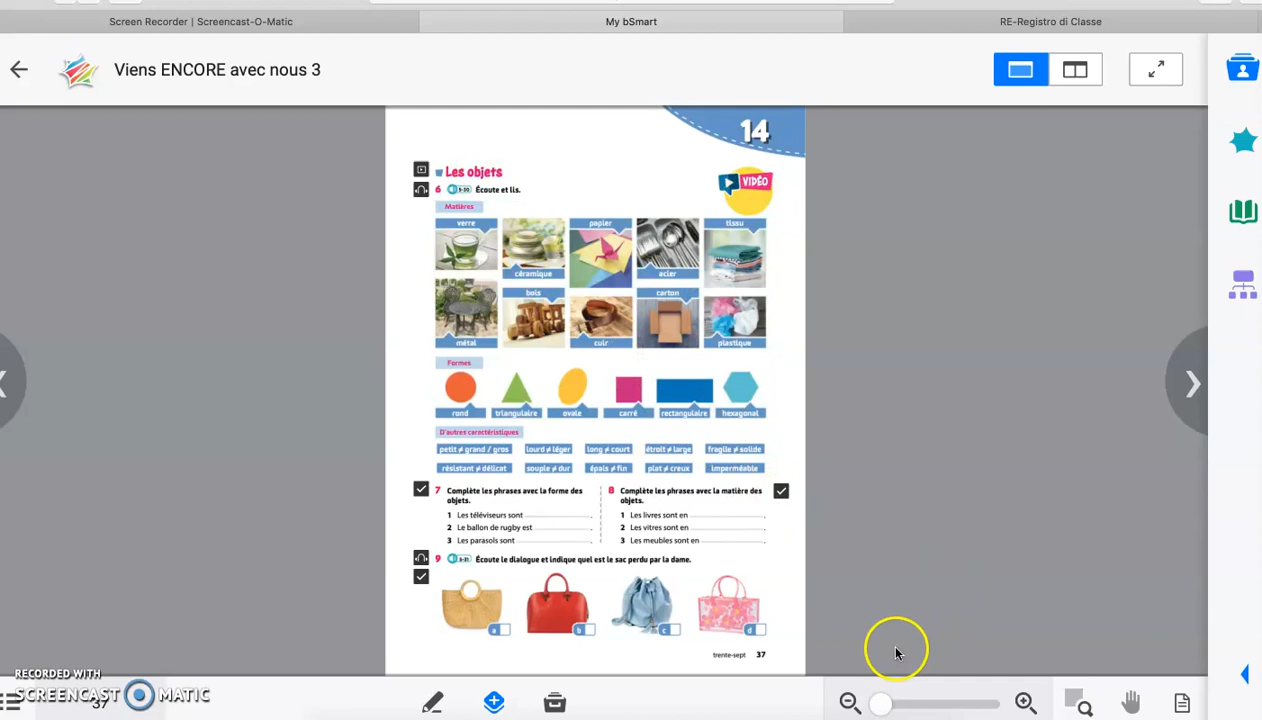 Screen Recorder | Screencast-O-Matic
My bSmart
RE-Registro di Classe
Viens ENCORE avec nous 3
14
Les objets
VIDÉO
6 Écoute et lis.
Matières
verre
papier
tissu
céramique
acier
bois
carton
métal
cuir
plastique
Formes
rond triangulaire ovale carré rectangulaire hexagonal
D'autres caractéristiques
petit ≠ grand / gros lourd ≠ léger long ≠ court étroit ≠ large fragile ≠ solide
résistant ≠ délicat souple ≠ dur épais ≠ fin plat ≠ creux imperméable
7 Complète les phrases avec la forme des
objets.
1 Les téléviseurs sont .
2 Le ballon de rugby est .
3 Les parasols sont .
8 Complète les phrases avec la matière des
objets.
1 Les livres sont en .
2 Les vitres sont en .
3 Les meubles sont en .
9 Écoute le dialogue et indique quel est le sac perdu par la dame.
a b c d
trente-sept 37
RECORDED WITH
SCREENCAST MATIC
37